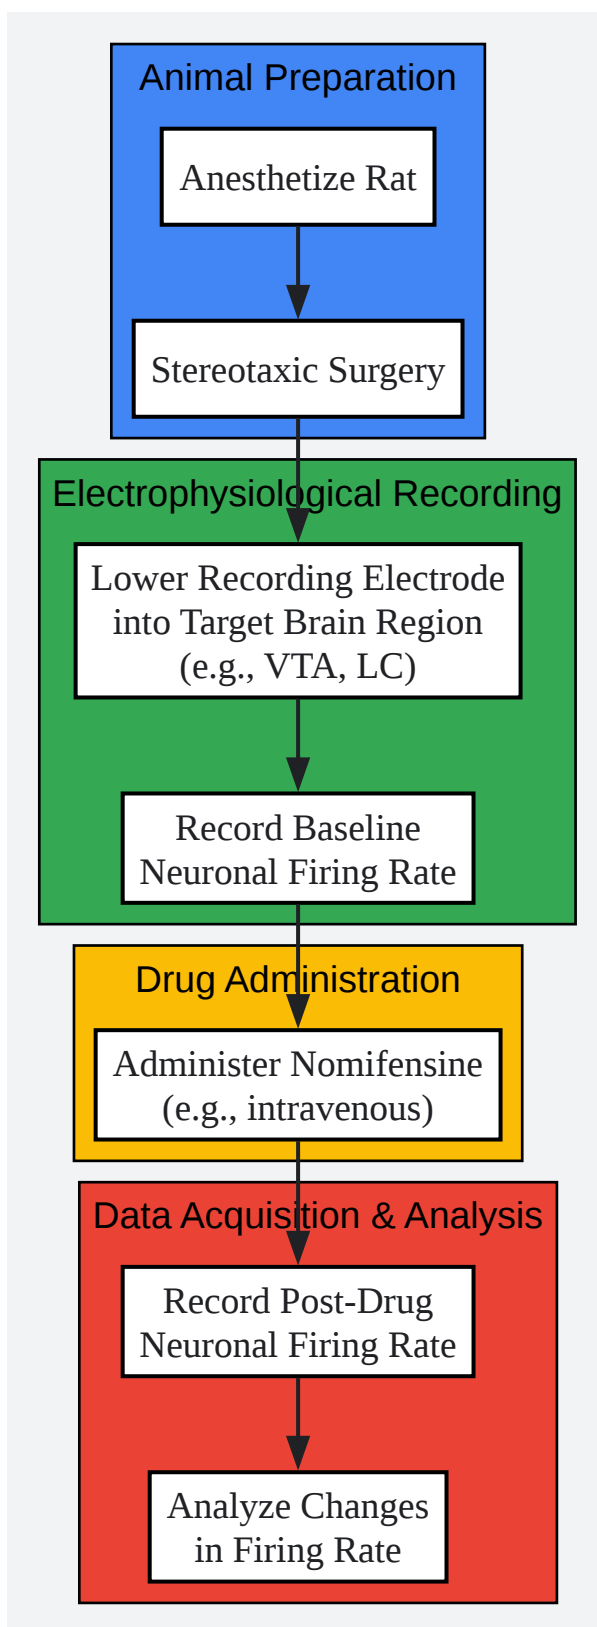 Animal Preparation
Anesthetize Rat
Stereotaxic Surgery
Electrophysiological Recording
Lower Recording Electrode
into Target Brain Region
(e.g., VTA, LC)
Record Baseline
Neuronal Firing Rate
Drug Administration
Administer Nomifensine
(e.g., intravenous)
Data Acquisition & Analysis
Record Post-Drug
Neuronal Firing Rate
Analyze Changes
in Firing Rate